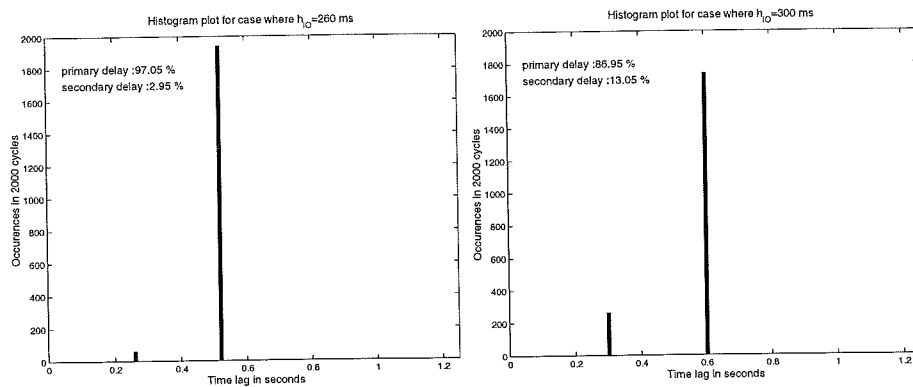 Histogram plot for case where h_IO=260 ms
primary delay :97.05 %
secondary delay :2.95 %
Occurences in 2000 cycles
2000
1800
1600
1400
1200
1000
800
600
400
200
0
0 0.2 0.4 0.6 0.8 1 1.2
Time lag in seconds
Histogram plot for case where h_IO=300 ms
primary delay :86.95 %
secondary delay :13.05 %
Occurences in 2000 cycles
2000
1800
1600
1400
1200
1000
800
600
400
200
0
0 0.2 0.4 0.6 0.8 1 1.2
Time lag in seconds